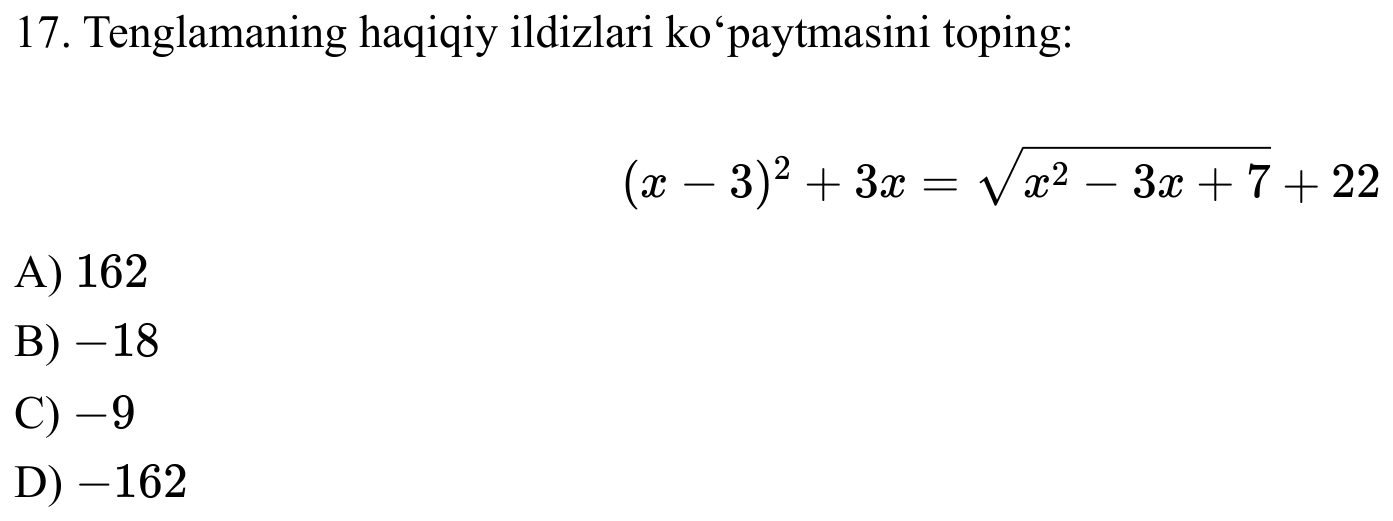 17. Tenglamaning haqiqiy ildizlari ko‘paytmasini toping:
(x − 3)² + 3x = √(x² − 3x + 7) + 22
A) 162
B) −18
C) −9
D) −162